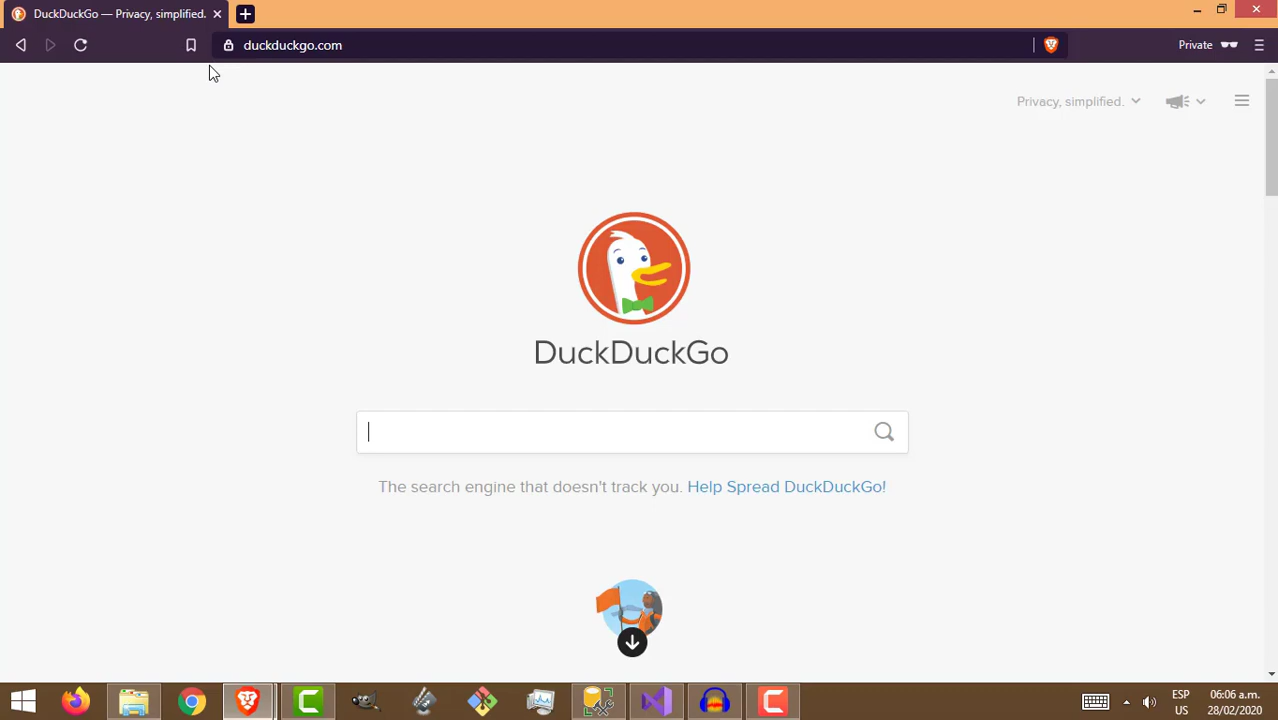 DuckDuckGo — Privacy, simplified.
duckduckgo.com
Private
Privacy, simplified.
DuckDuckGo
The search engine that doesn't track you. Help Spread DuckDuckGo!
ESP 06:06 a.m.
US 28/02/2020